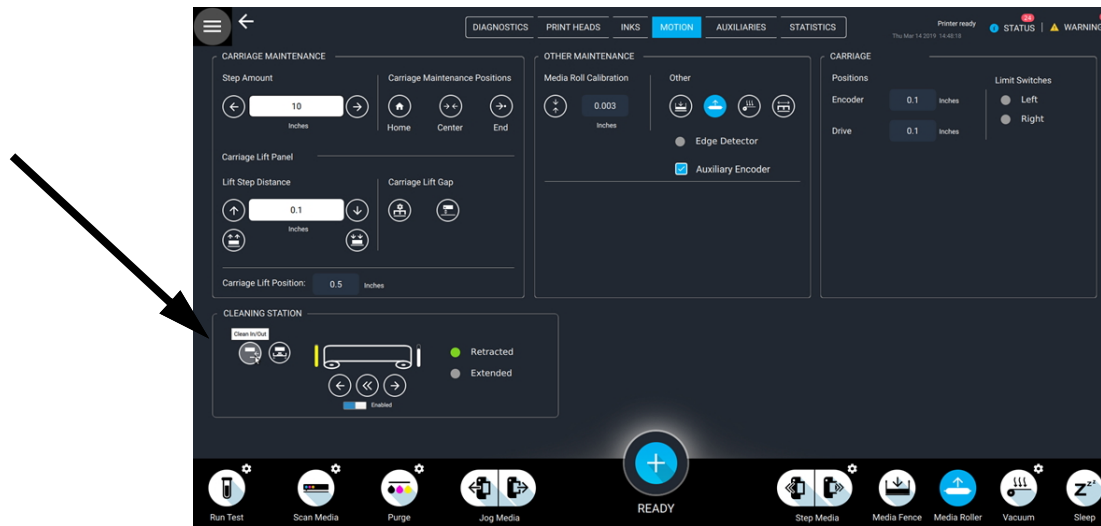 DIAGNOSTICS PRINT HEADS INKS MOTION AUXILIARIES STATISTICS
Printer ready
Thu Mar 14 2019 14:48:18
24
STATUS
WARNING
CARRIAGE MAINTENANCE
Step Amount
10
Inches
Carriage Maintenance Positions
Home Center End
Carriage Lift Panel
Lift Step Distance
0.1
Inches
Carriage Lift Gap
Carriage Lift Position: 0.5 Inches
OTHER MAINTENANCE
Media Roll Calibration
0.003
Inches
Other
Edge Detector
Auxiliary Encoder
CARRIAGE
Positions
Encoder 0.1 Inches
Drive 0.1 Inches
Limit Switches
Left
Right
CLEANING STATION
Clean In/Out
Retracted
Extended
Enabled
Run Test Scan Media Purge Jog Media READY Step Media Media Fence Media Roller Vacuum Sleep